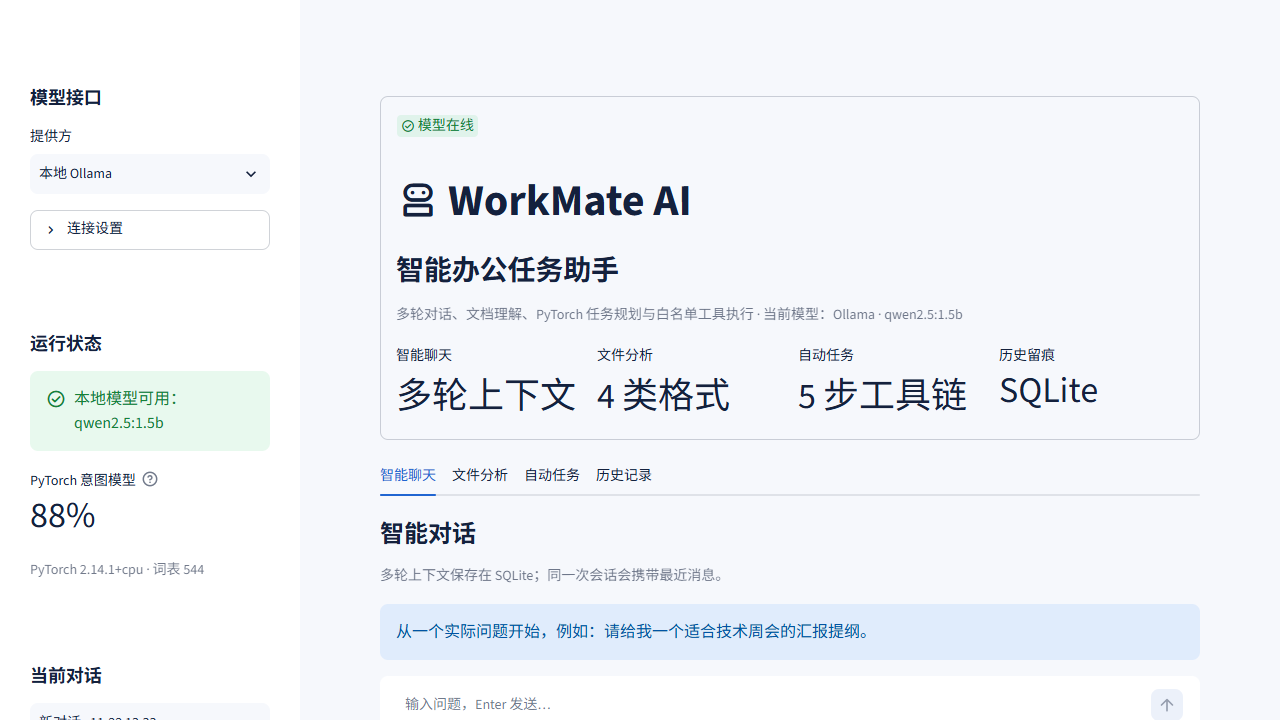 模型接口
提供方
本地 Ollama
连接设置
运行状态
本地模型可用：
qwen2.5:1.5b
PyTorch 意图模型
88%
PyTorch 2.14.1+cpu · 词表 544
当前对话
模型在线
WorkMate AI
智能办公任务助手
多轮对话、文档理解、PyTorch 任务规划与白名单工具执行 · 当前模型：Ollama · qwen2.5:1.5b
智能聊天 文件分析 自动任务 历史留痕
多轮上下文 4 类格式 5 步工具链 SQLite
智能聊天 文件分析 自动任务 历史记录
智能对话
多轮上下文保存在 SQLite；同一次会话会携带最近消息。
从一个实际问题开始，例如：请给我一个适合技术周会的汇报提纲。
输入问题，Enter 发送…